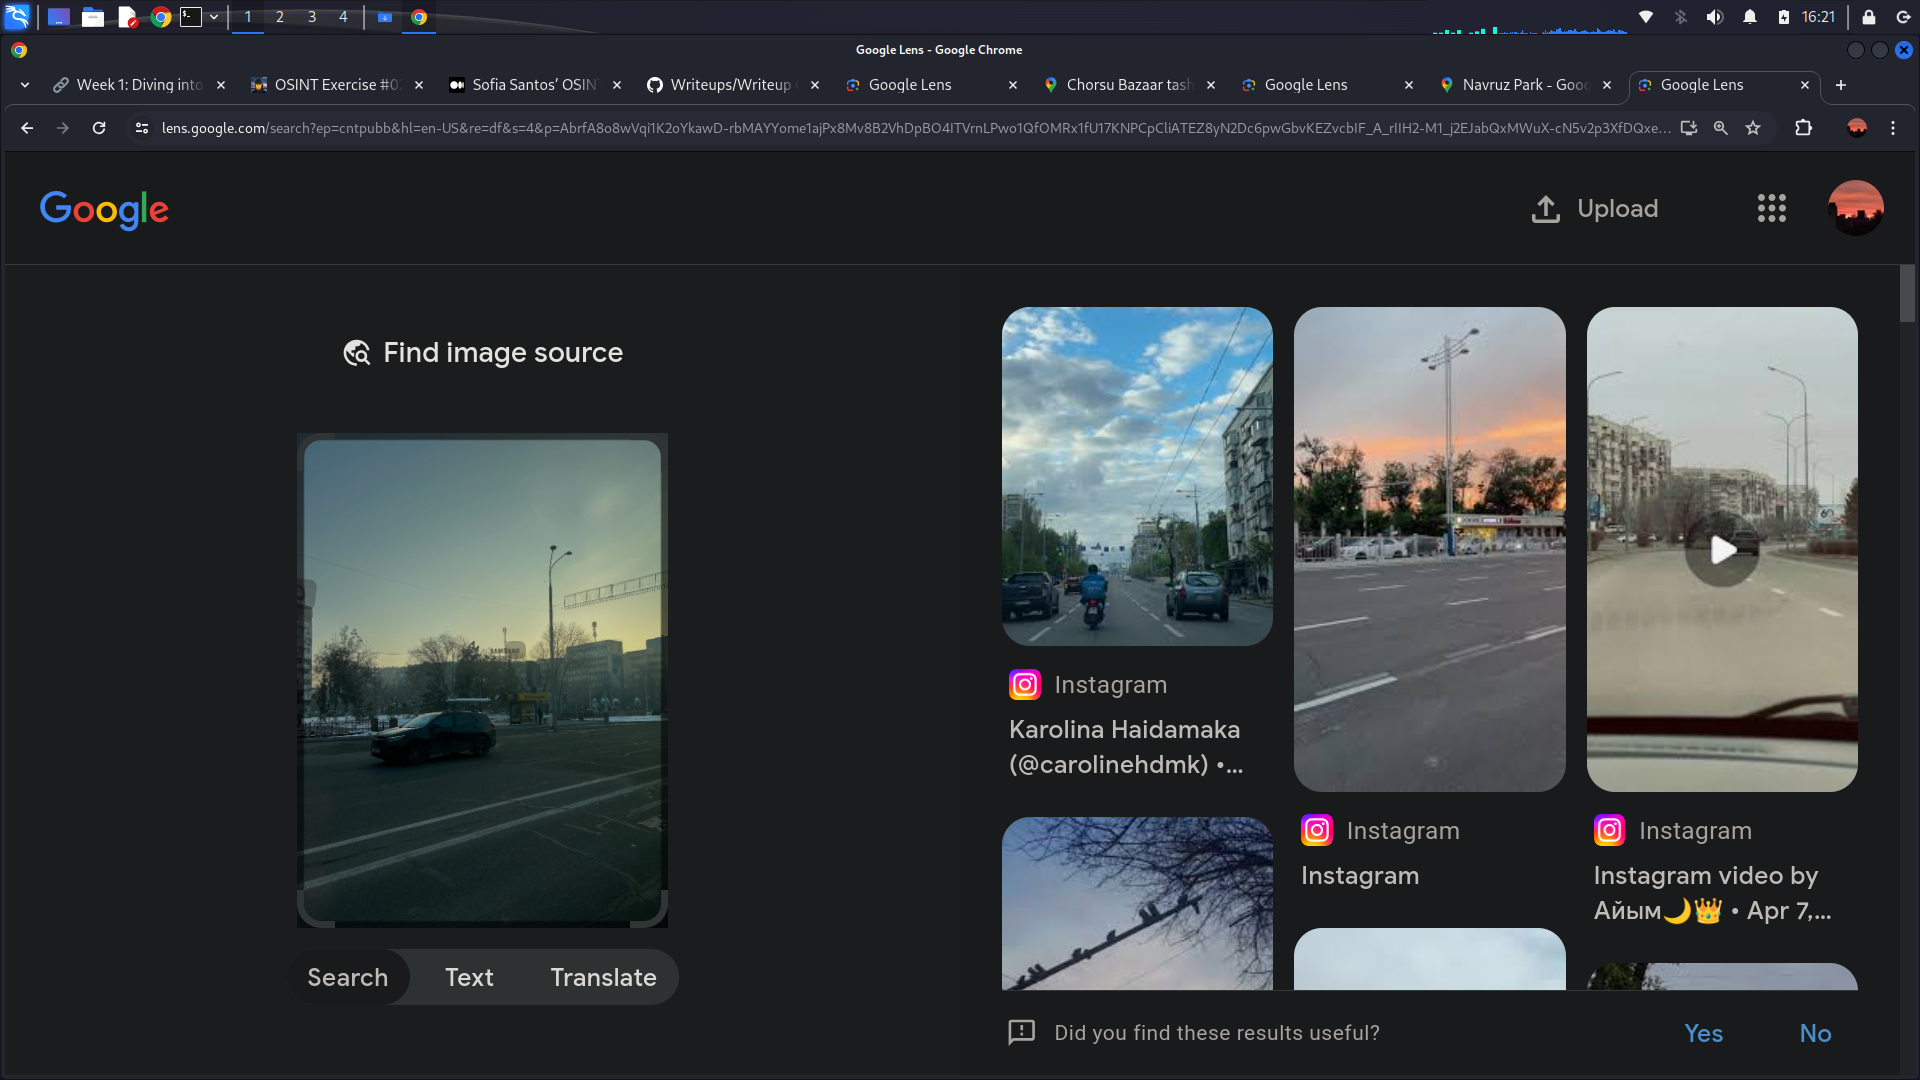 1 2 3 4
16:21
Google Lens - Google Chrome
Week 1: Diving into
OSINT Exercise #0
Sofia Santos’ OSIN
Writeups/Writeup
Google Lens
Chorsu Bazaar tash
Google Lens
Navruz Park - Goo
Google Lens
lens.google.com/search?ep=cntpubb&hl=en-US&re=df&s=4&p=AbrfA8o8wVqi1K2oYkawD-rbMAYYome1ajPx8Mv8B2VhDpBO4ITVrnLPwo1QfOMRx1fU17KNPCpCliATEZ8yN2Dc6pwGbvKEZvcbIF_A_rIIH2-M1_j2EJabQxMWuX-cN5v2p3XfDQxe...
Google
Upload
Find image source
SAMSUNG
Search Text Translate
Instagram
Karolina Haidamaka
(@carolinehdmk) •...
Instagram
Instagram
Instagram
Instagram video by
Айым🌙👑 • Apr 7,...
Did you find these results useful?
Yes No